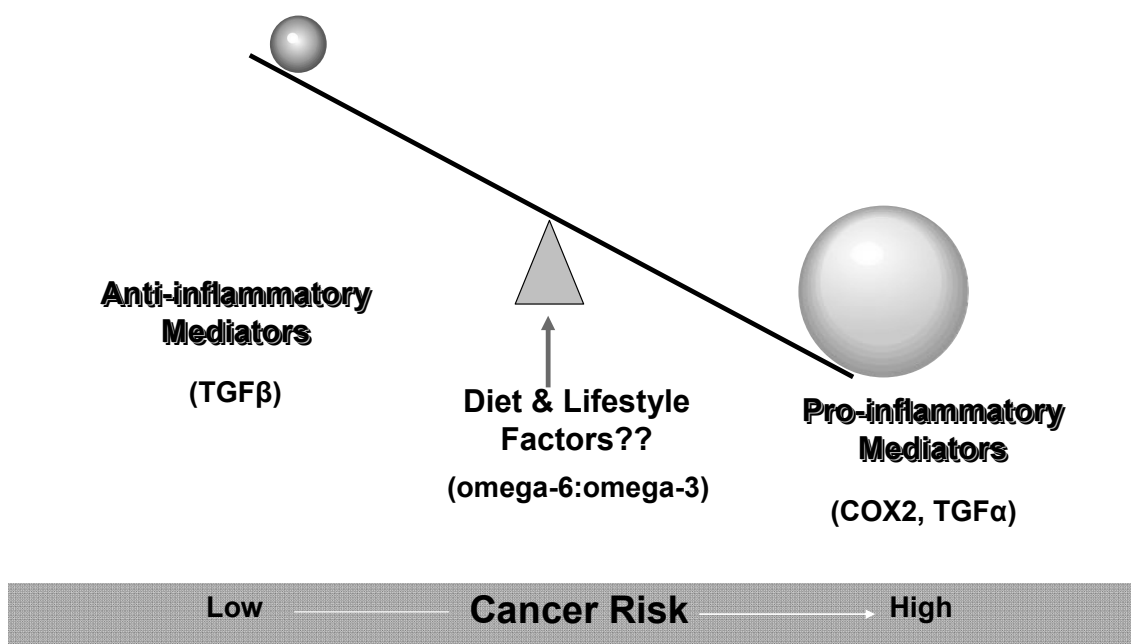 Anti-inflammatory
Mediators
(TGFβ)
Diet & Lifestyle
Factors??
(omega-6:omega-3)
Pro-inflammatory
Mediators
(COX2, TGFα)
Low Cancer Risk High